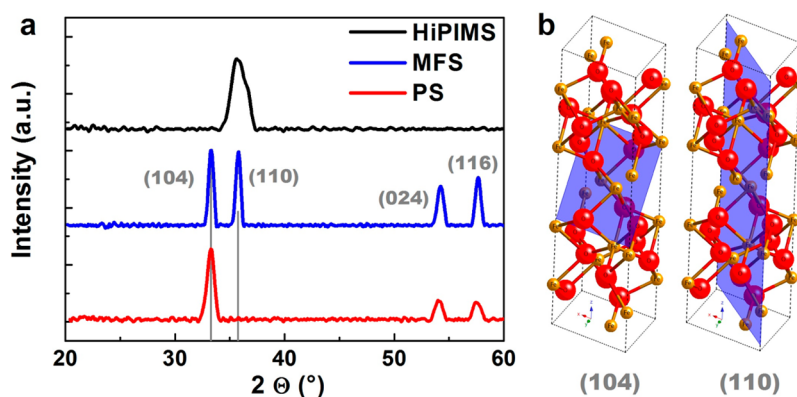 a
HiPIMS
MFS
PS
(104)
(110)
(024)
(116)
Intensity (a.u.)
20 30 40 50 60
2 Θ (°)
b
(104) (110)